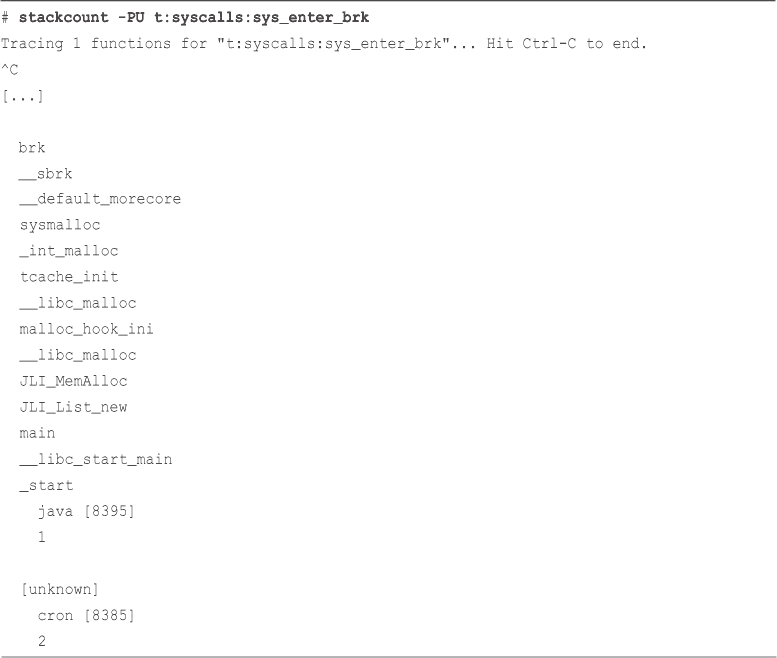 # stackcount -PU t:syscalls:sys_enter_brk
Tracing 1 functions for "t:syscalls:sys_enter_brk"... Hit Ctrl-C to end.
^C
[...]
brk
__sbrk
__default_morecore
sysmalloc
_int_malloc
tcache_init
__libc_malloc
malloc_hook_ini
__libc_malloc
JLI_MemAlloc
JLI_List_new
main
__libc_start_main
_start
java [8395]
1
[unknown]
cron [8385]
2